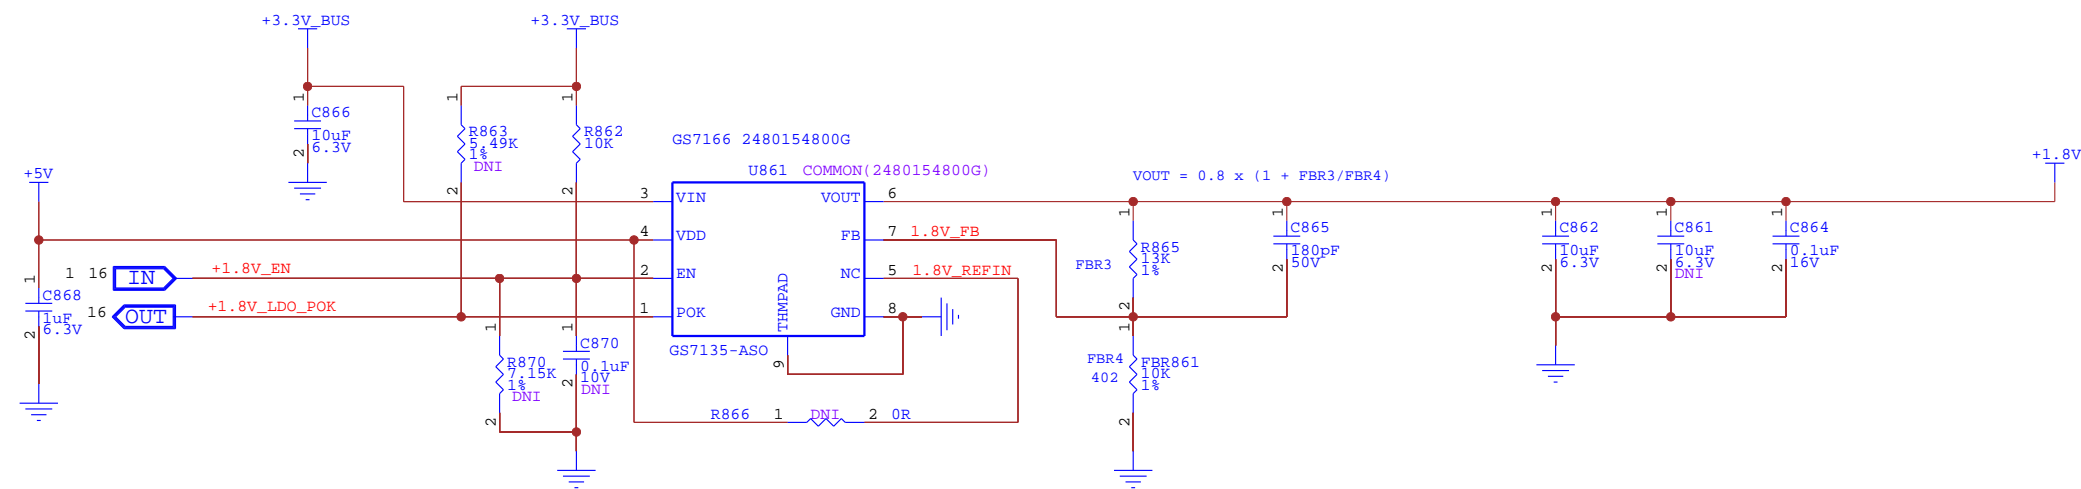 +3.3V_BUS
+3.3V_BUS
1
C866
10uF
6.3V
2
1
R863
5.49K
1%
DNI
2
1
R862
10K
2
GS7166 2480154800G
U861 COMMON(2480154800G)
+5V
1
C868
1uF
6.3V
2
1 16 IN +1.8V_EN
16 OUT +1.8V_LDO_POK
3 VIN
4 VDD
2 EN
1 POK
VOUT 6
FB 7 1.8V_FB
NC 5 1.8V_REFIN
GND 8
THMPAD
9
GS7135-ASO
1
R870
7.15K
1%
DNI
2
1
C870
0.1uF
10V
DNI
2
R866 1 DNI 2 0R
VOUT = 0.8 x (1 + FBR3/FBR4)
+1.8V
1
FBR3
R865
13K
1%
2
1
C865
180pF
50V
2
1
FBR4
402
FBR861
10K
1%
2
1
C862
10uF
6.3V
2
1
C861
10uF
6.3V
DNI
2
1
C864
0.1uF
16V
2